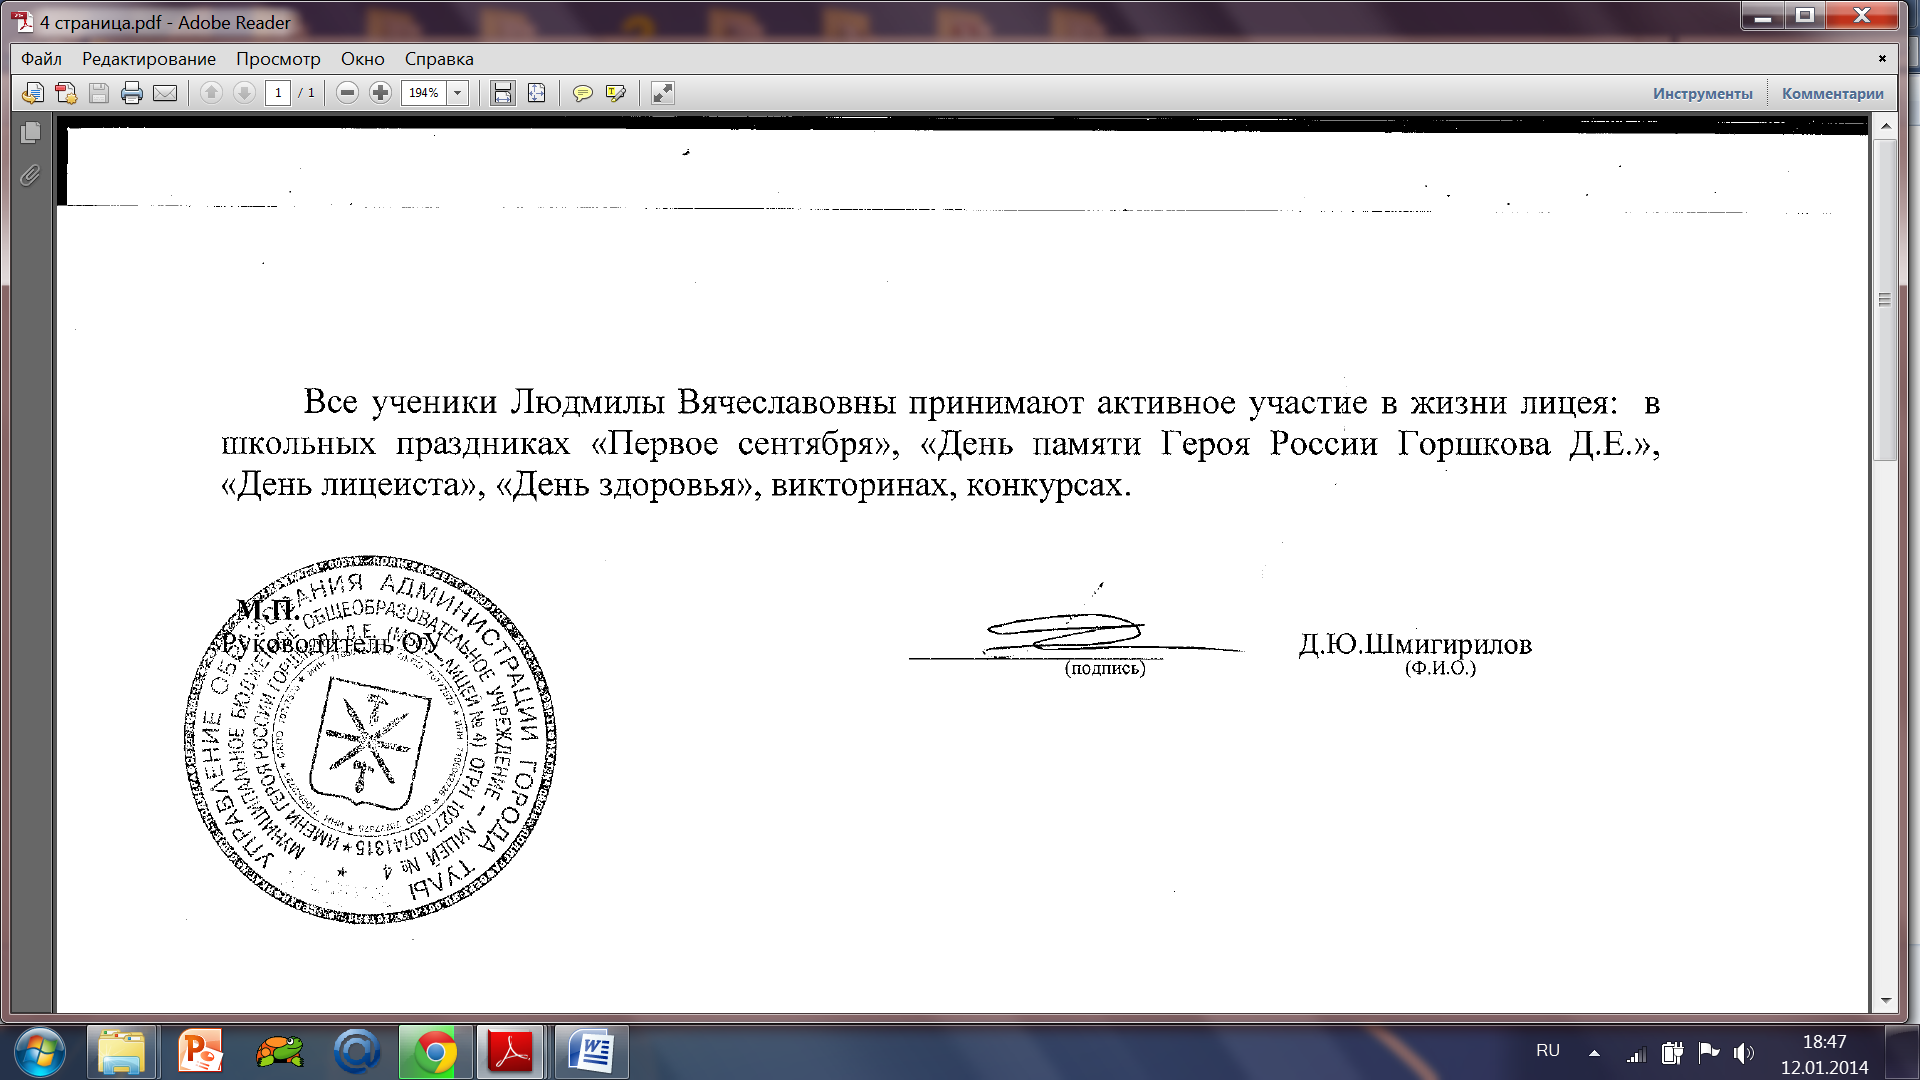 4 страница.pdf - Adobe Reader
Файл Редактирование Просмотр Окно Справка
1 / 1 194% Инструменты Комментарии
Все ученики Людмилы Вячеславовны принимают активное участие в жизни лицея: в
школьных праздниках «Первое сентября», «День памяти Героя России Горшкова Д.Е.»,
«День лицеиста», «День здоровья», викторинах, конкурсах.
М.П.
Руководитель ОУ
(подпись)
Д.Ю.Шмигирилов
(Ф.И.О.)
УПРАВЛЕНИЕ ОБРАЗОВАНИЯ АДМИНИСТРАЦИИ ГОРОДА ТУЛЫ
МУНИЦИПАЛЬНОЕ БЮДЖЕТНОЕ ОБЩЕОБРАЗОВАТЕЛЬНОЕ УЧРЕЖДЕНИЕ – ЛИЦЕЙ № 4
ИМЕНИ ГЕРОЯ РОССИИ ГОРШКОВА Д.Е. ЛИЦЕЙ № 4) ОГРН 1027100741315
RU
18:47
12.01.2014